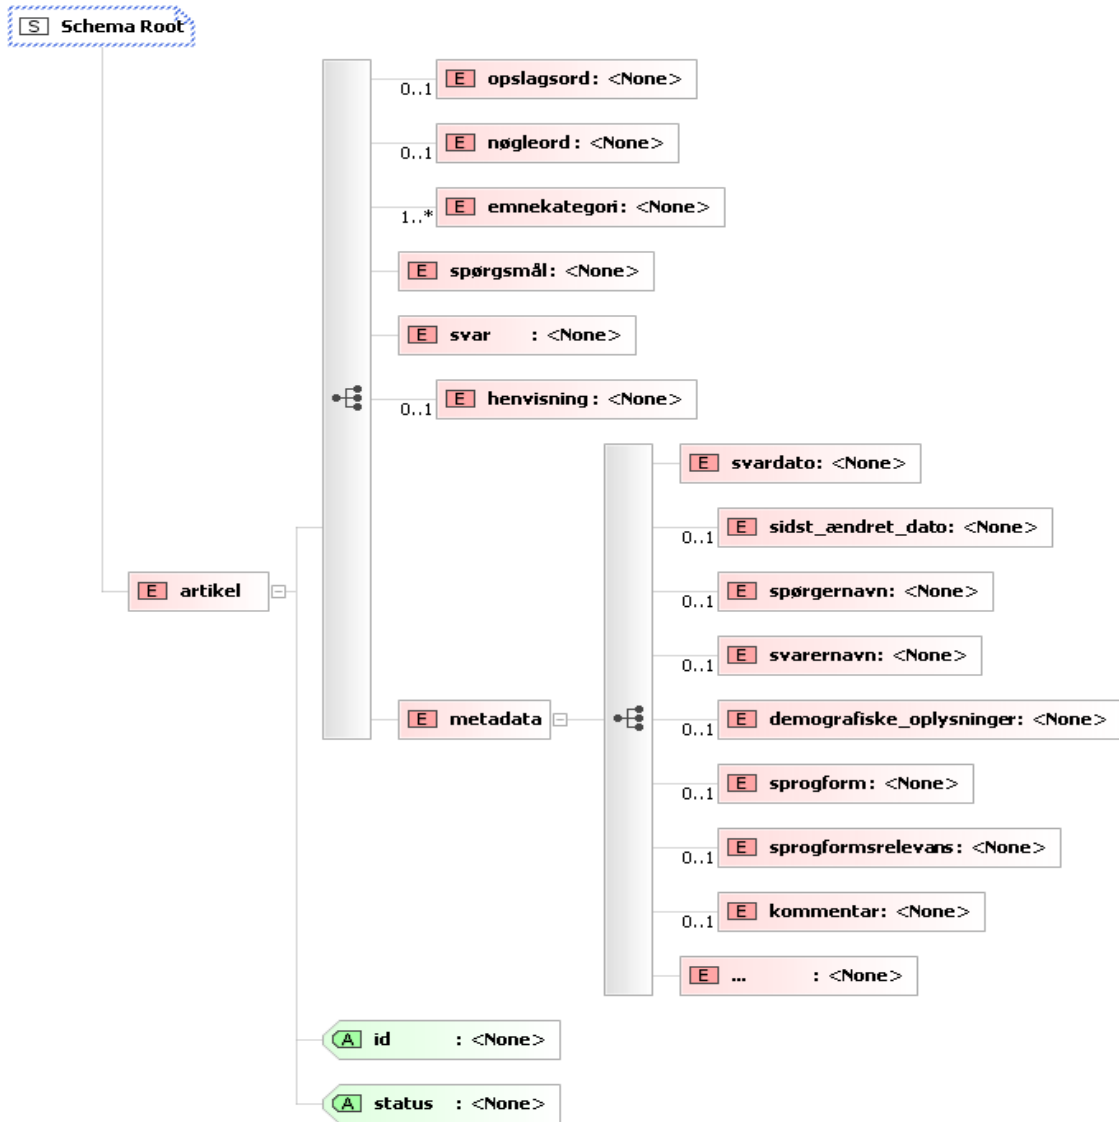 S Schema Root
E opslagsord: <None>
0..1
E nøgleord: <None>
0..1
E emnekategori: <None>
1..*
E spørgsmål: <None>
E svar : <None>
E henvisning: <None>
0..1
E svardato: <None>
E sidst_ændret_dato: <None>
0..1
E artikel
E spørgernavn: <None>
0..1
E svarernavn: <None>
0..1
E metadata
E demografiske_oplysninger: <None>
0..1
E sprogform: <None>
0..1
E sprogformsrelevans: <None>
0..1
E kommentar: <None>
0..1
E ... : <None>
A id : <None>
A status : <None>